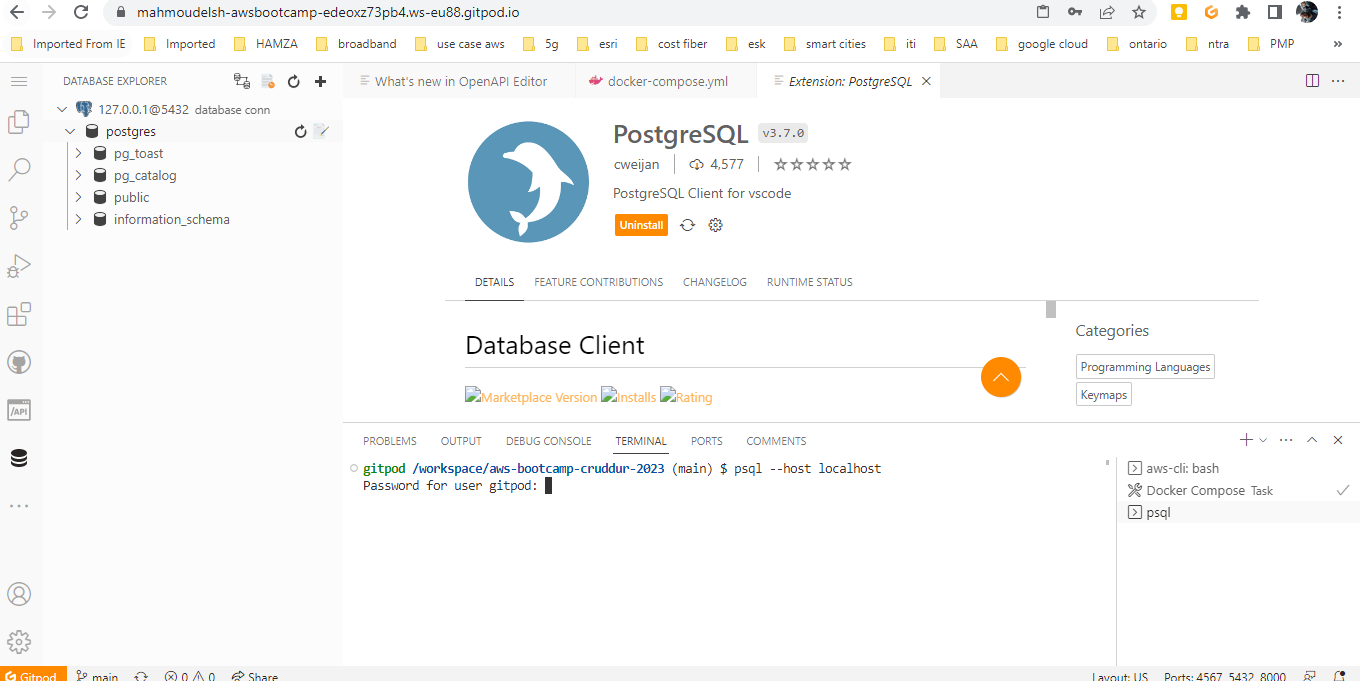 mahmoudelsh-awsbootcamp-edeoxz73pb4.ws-eu88.gitpod.io
Imported From IE
Imported
HAMZA
broadband
use case aws
5g
esri
cost fiber
esk
smart cities
iti
SAA
google cloud
ontario
ntra
PMP
»
DATABASE EXPLORER
127.0.0.1@5432 database conn
postgres
pg_toast
pg_catalog
public
information_schema
What's new in OpenAPI Editor
docker-compose.yml
Extension: PostgreSQL
PostgreSQL v3.7.0
cweijan
4,577
PostgreSQL Client for vscode
Uninstall
DETAILS
FEATURE CONTRIBUTIONS
CHANGELOG
RUNTIME STATUS
Database Client
Marketplace Version
Installs
Rating
Categories
Programming Languages
Keymaps
/API
PROBLEMS
OUTPUT
DEBUG CONSOLE
TERMINAL
PORTS
COMMENTS
gitpod /workspace/aws-bootcamp-cruddur-2023 (main) $ psql --host localhost
Password for user gitpod:
aws-cli: bash
Docker Compose Task
psql
Gitpod
main
0
0
Share
Layout: US
Ports: 4567, 5432, 8000